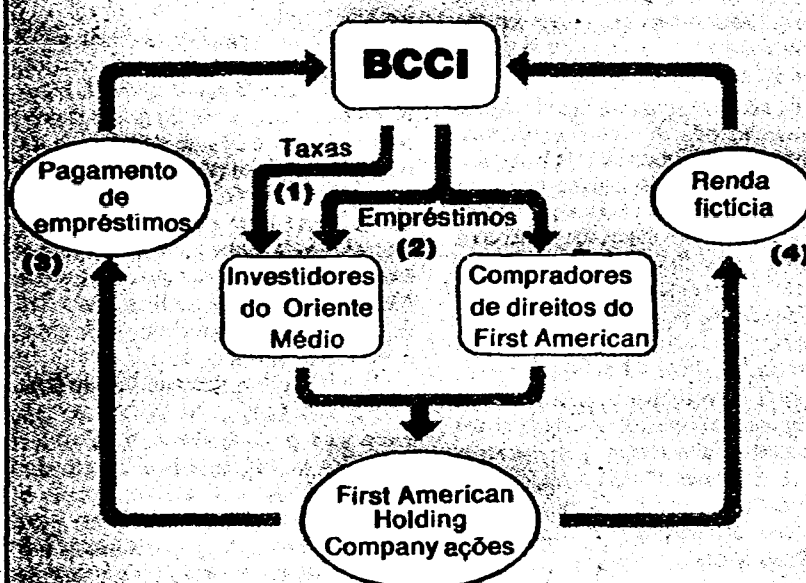 BCCI
Taxas
(1)
Pagamento
de
empréstimos
(3)
Empréstimos
(2)
Renda
fictícia
(4)
Investidores
do Oriente
Médio
Compradores
de direitos do
First American
First American
Holding
Company ações